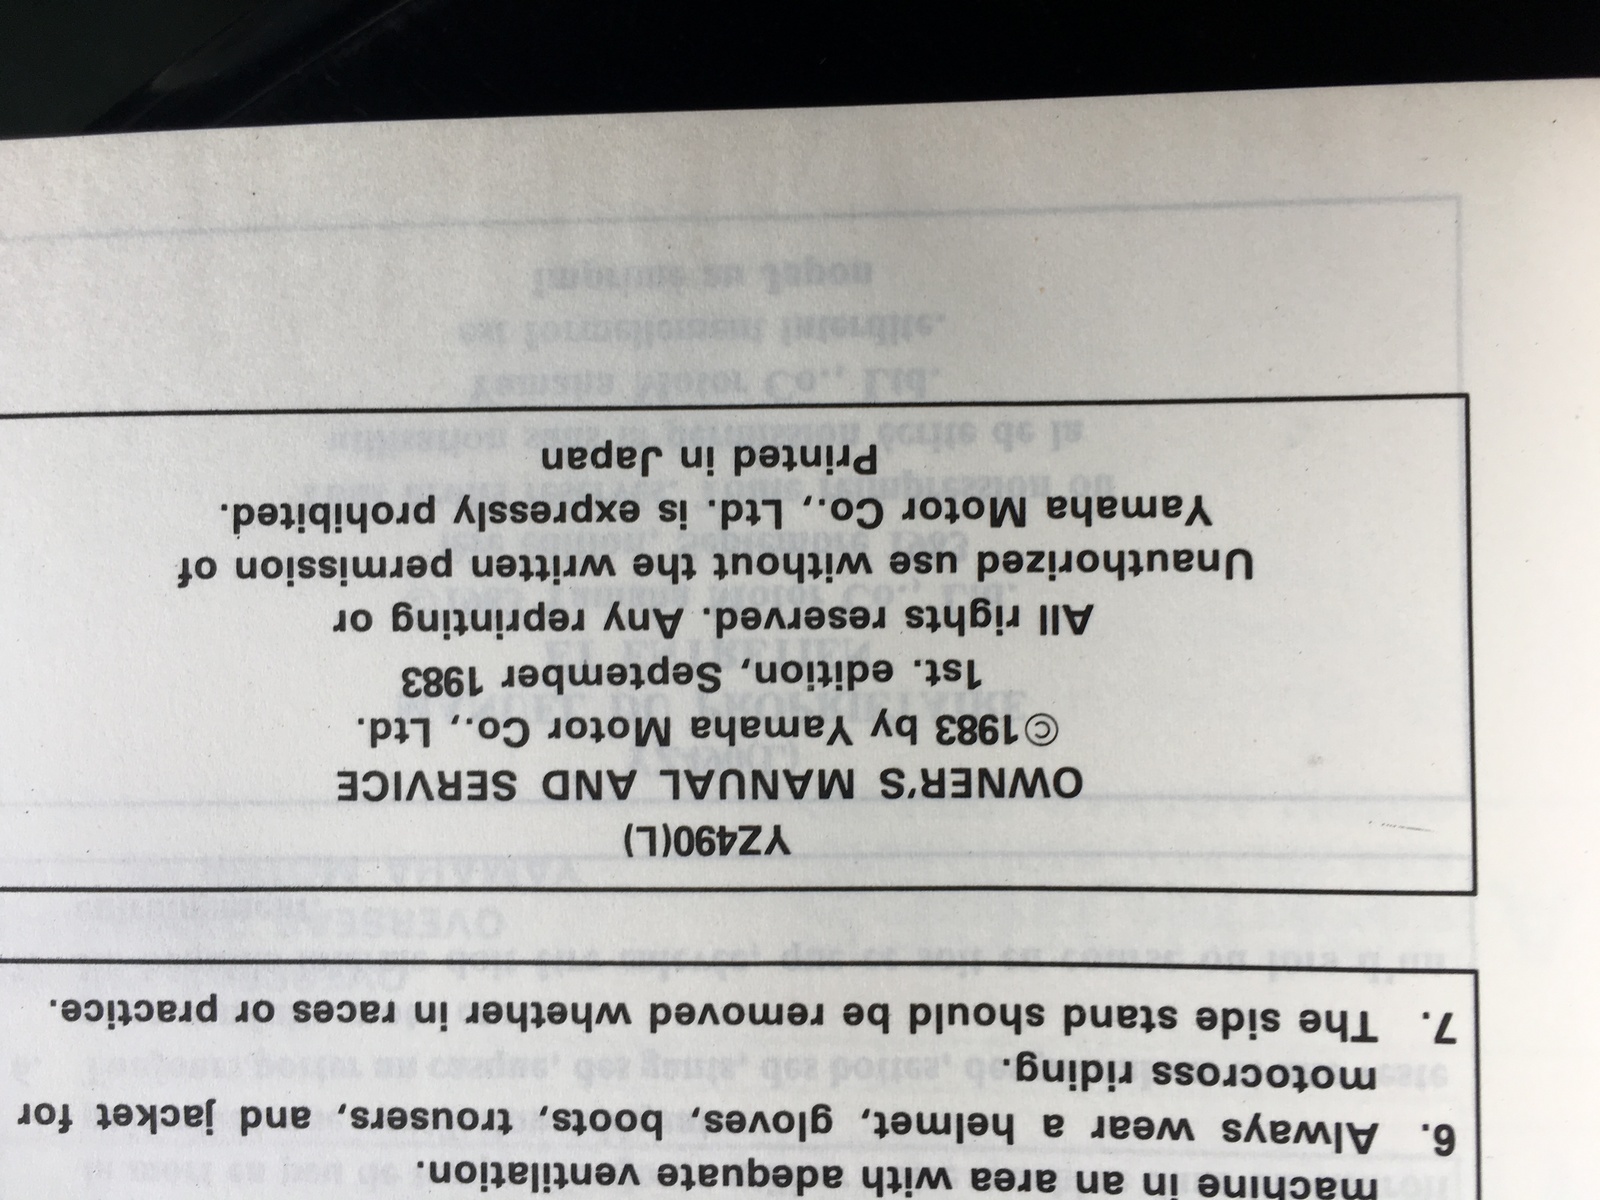 machine in an area with adequate ventilation.
6. Always wear a helmet, gloves, boots, trousers, and jacket for
motocross riding.
7. The side stand should be removed whether in races or practice.
YZ490(L)
OWNER'S MANUAL AND SERVICE
©1983 by Yamaha Motor Co., Ltd.
1st. edition, September 1983
All rights reserved. Any reprinting or
Unauthorized use without the written permission of
Yamaha Motor Co., Ltd. is expressly prohibited.
Printed in Japan